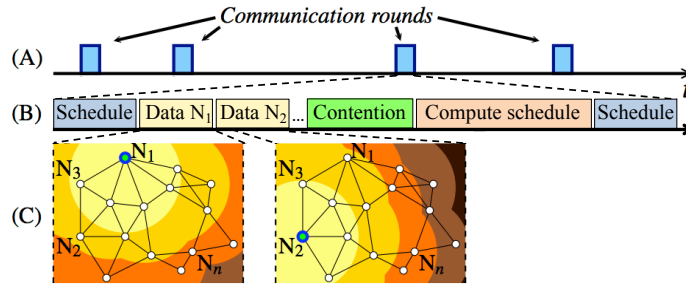 Communication rounds
(A)
t
(B) Schedule Data N1 Data N2 ... Contention Compute schedule Schedule
(C)
N1
N3
N2
Nn
N1
N3
N2
Nn